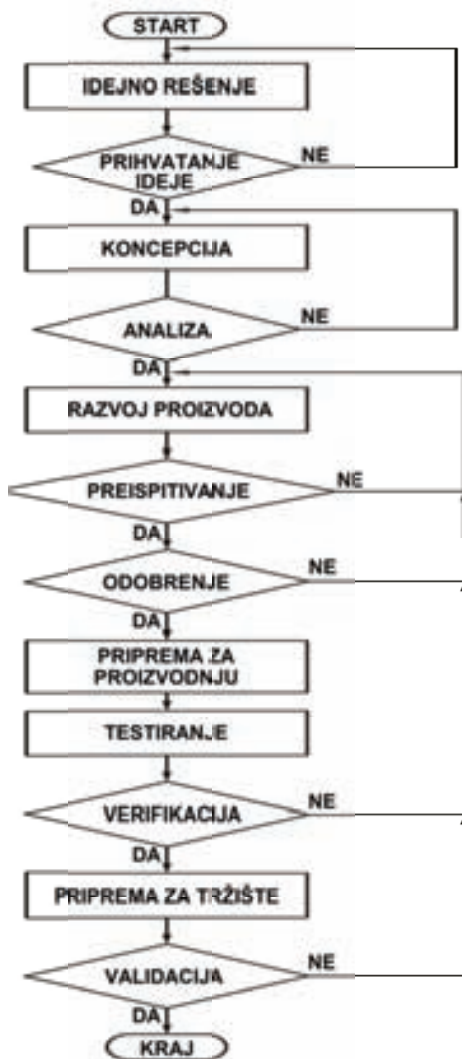 START
IDEJNO REŠENJE
PRIHVATANJE
IDEJE
NE
DA
KONCEPCIJA
ANALIZA
NE
DA
RAZVOJ PROIZVODA
PREISPITIVANJE
NE
DA
ODOBRENJE
NE
DA
PRIPREMA ZA
PROIZVODNJU
TESTIRANJE
VERIFIKACIJA
NE
DA
PRIPREMA ZA TRŽIŠTE
VALIDACIJA
NE
DA
KRAJ